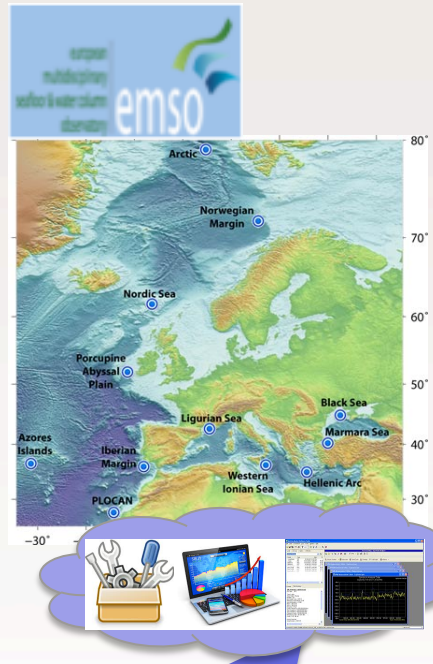 european
multidisciplinary
seafloor & water column
observatory
emso
80°
Arctic
Norwegian
Margin
70°
Nordic Sea
60°
Porcupine
Abyssal
Plain
50°
Black Sea
Ligurian Sea
Marmara Sea
Azores
Islands
40°
Iberian
Margin
Western
Ionian Sea
Hellenic Arc
PLOCAN
30°
−30°